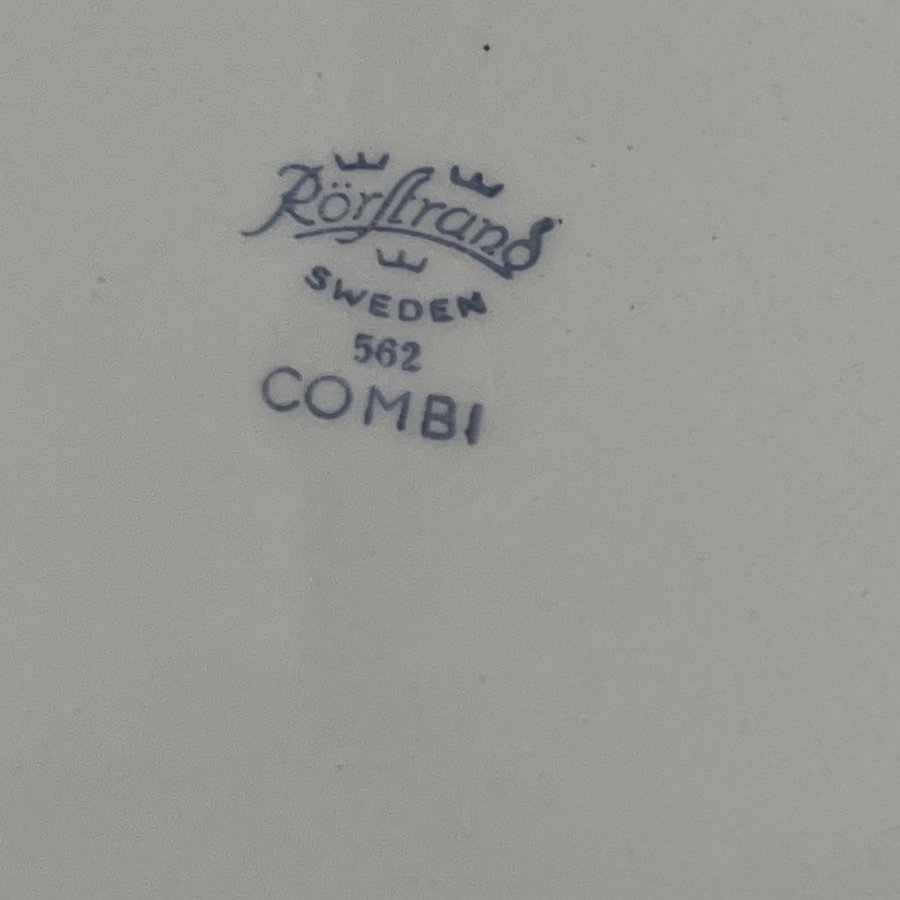 Rörstrand
SWEDEN
562
COMBI